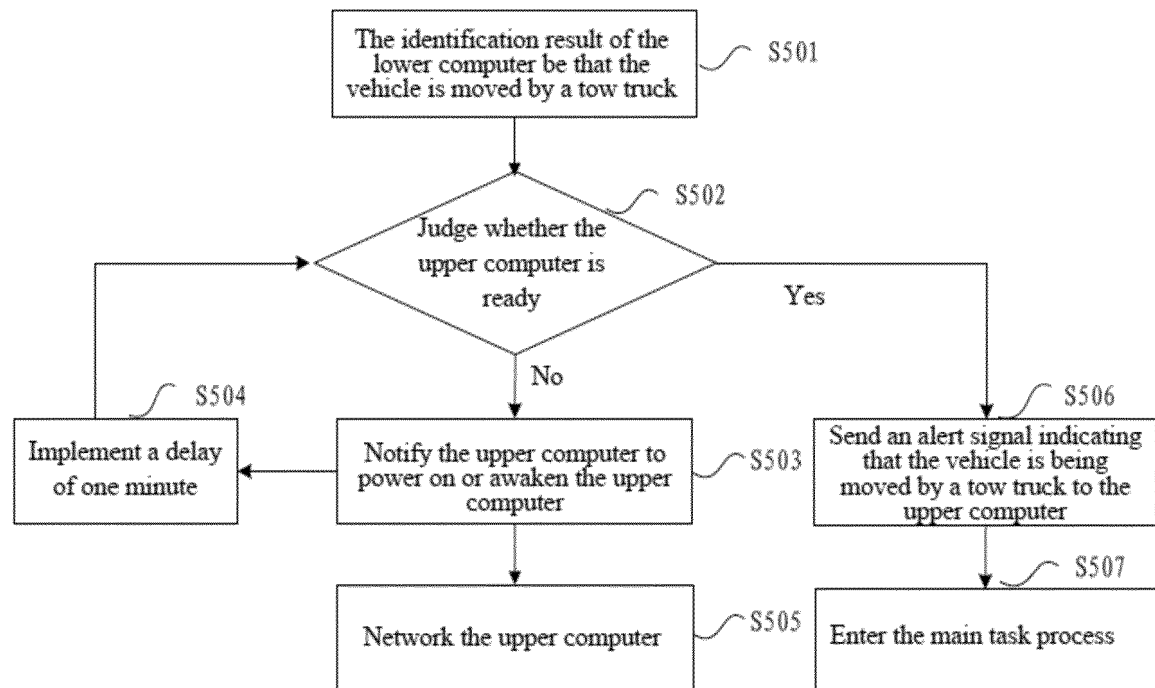 The identification result of the
lower computer be that the
vehicle is moved by a tow truck
S501
S502
Judge whether the
upper computer is
ready
Yes
No
S504
Implement a delay
of one minute
Notify the upper computer to
power on or awaken the upper
computer
S503
S506
Send an alert signal indicating
that the vehicle is being
moved by a tow truck to the
upper computer
S507
Network the upper computer
S505
Enter the main task process